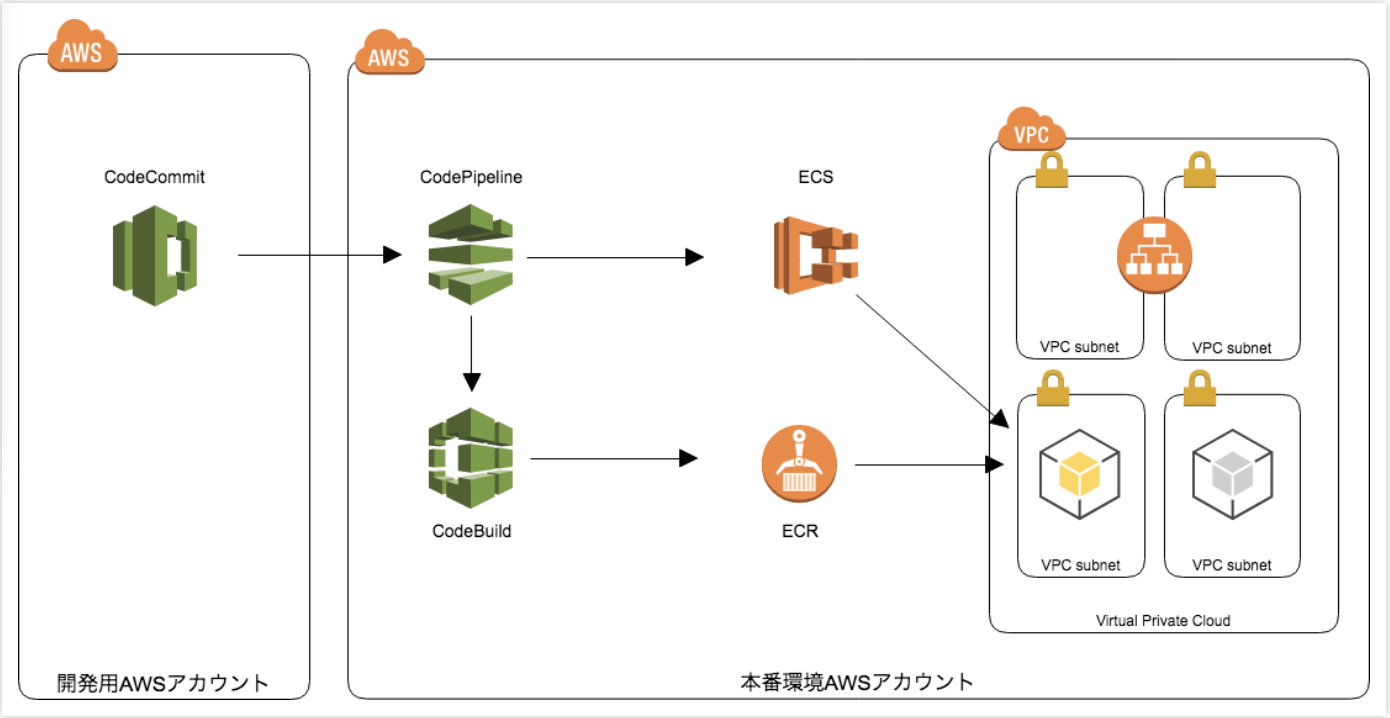 AWS
AWS
VPC
CodeCommit
CodePipeline
ECS
VPC subnet
VPC subnet
CodeBuild
ECR
VPC subnet
VPC subnet
Virtual Private Cloud
開発用AWSアカウント
本番環境AWSアカウント